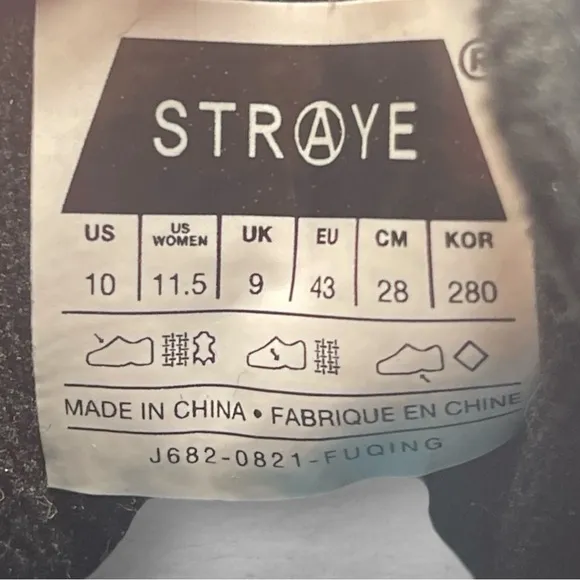 STRAYE ®
US US WOMEN UK EU CM KOR
10 11.5 9 43 28 280
MADE IN CHINA • FABRIQUE EN CHINE
J682-0821-FUQING